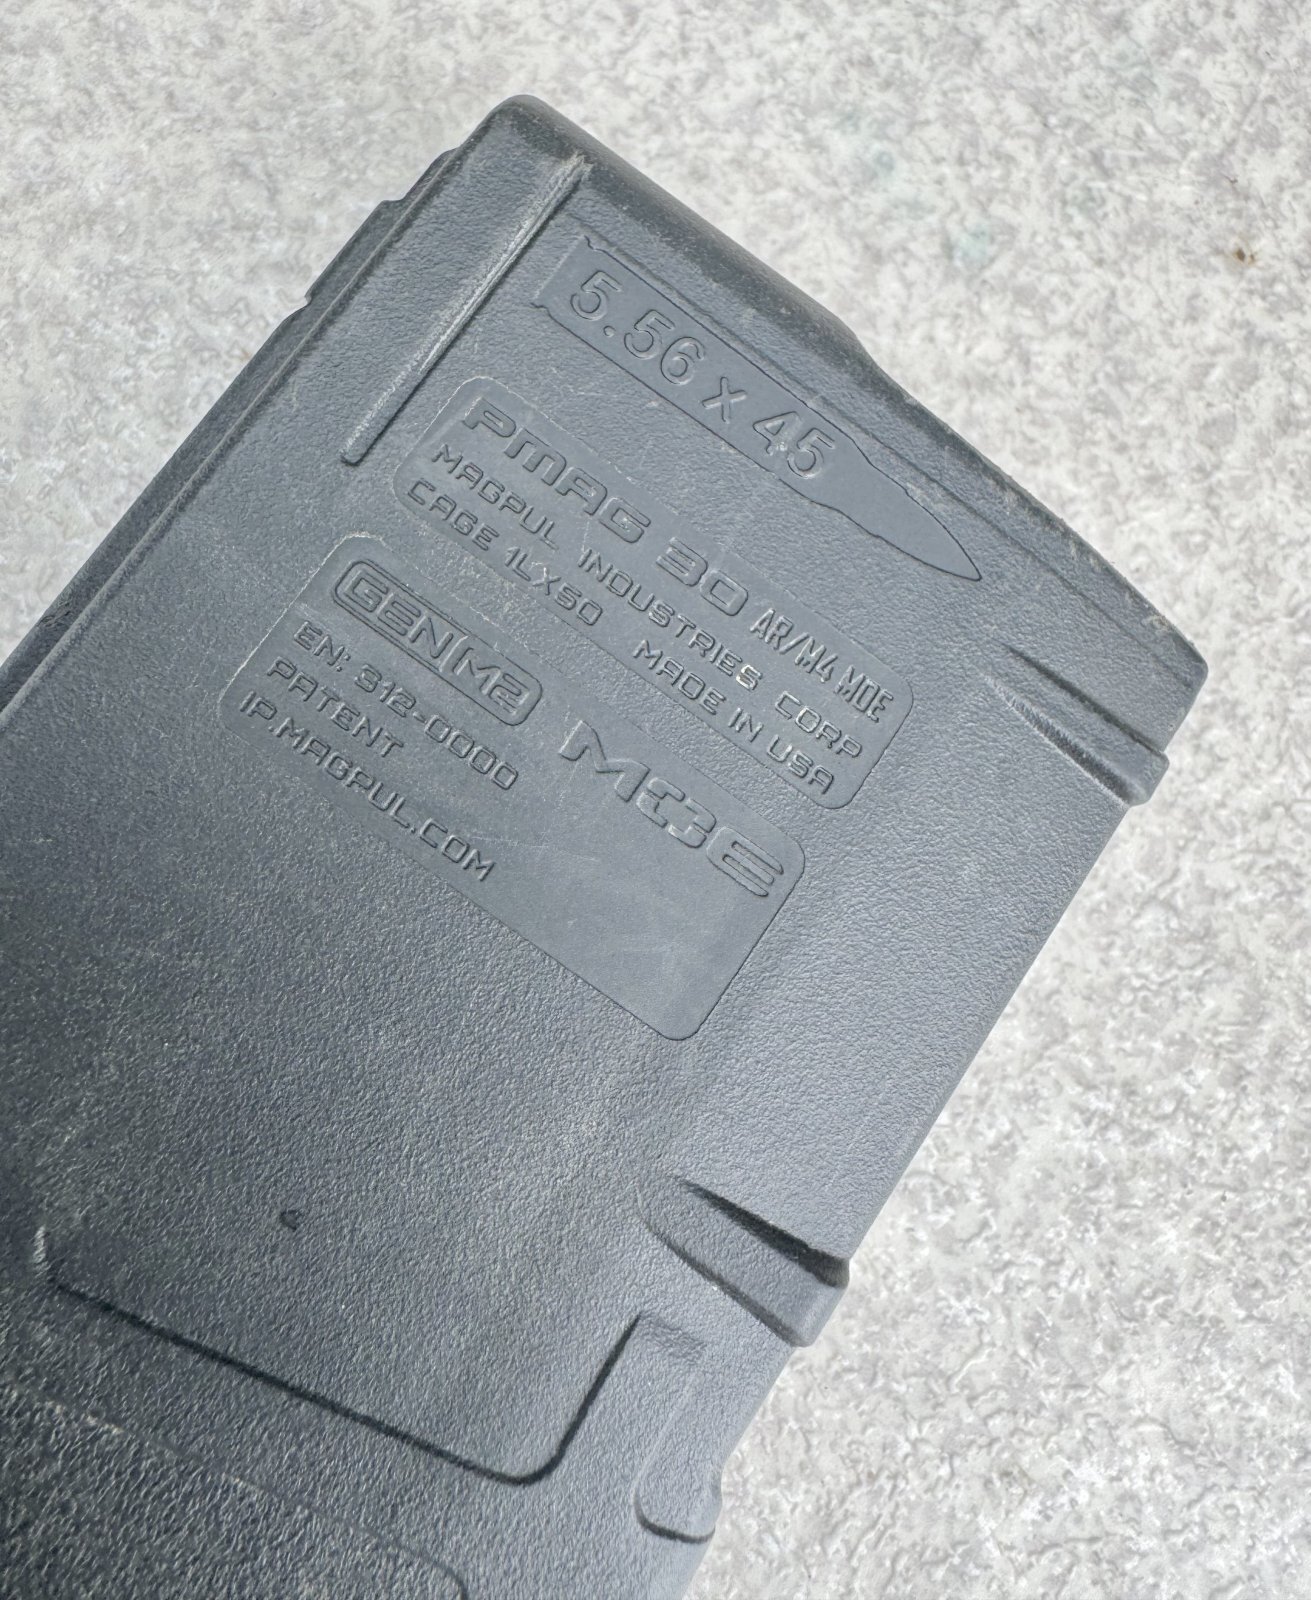 5.56 x 45
PMAG 30 AR/M4 MOE
MAGPUL INDUSTRIES CORP
CAGE 1LX50 MADE IN USA
GEN M2 MOE
EN: 312-0000
PATENT
IP.MAGPUL.COM